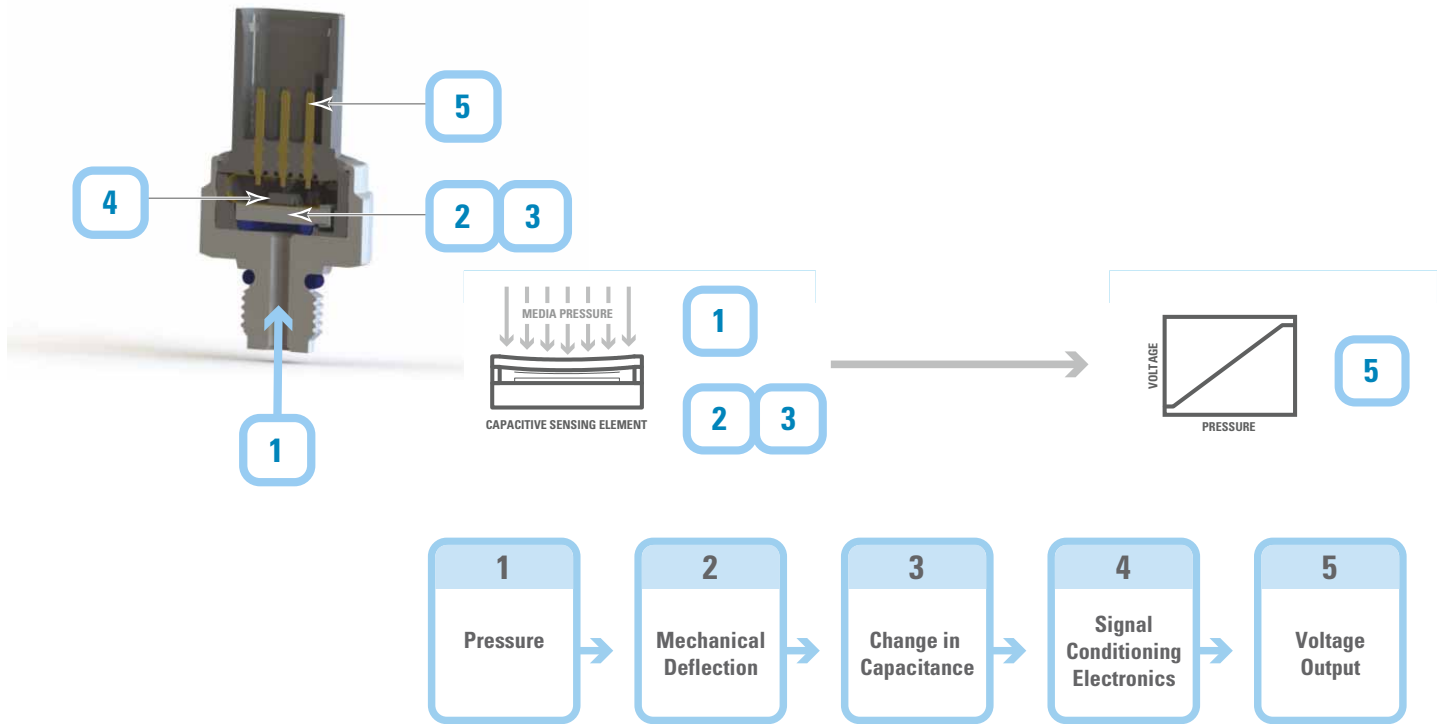 5
4
2
3
1
MEDIA PRESSURE
CAPACITIVE SENSING ELEMENT
1
2
3
VOLTAGE
PRESSURE
5
1
Pressure
2
Mechanical
Deflection
3
Change in
Capacitance
4
Signal
Conditioning
Electronics
5
Voltage
Output